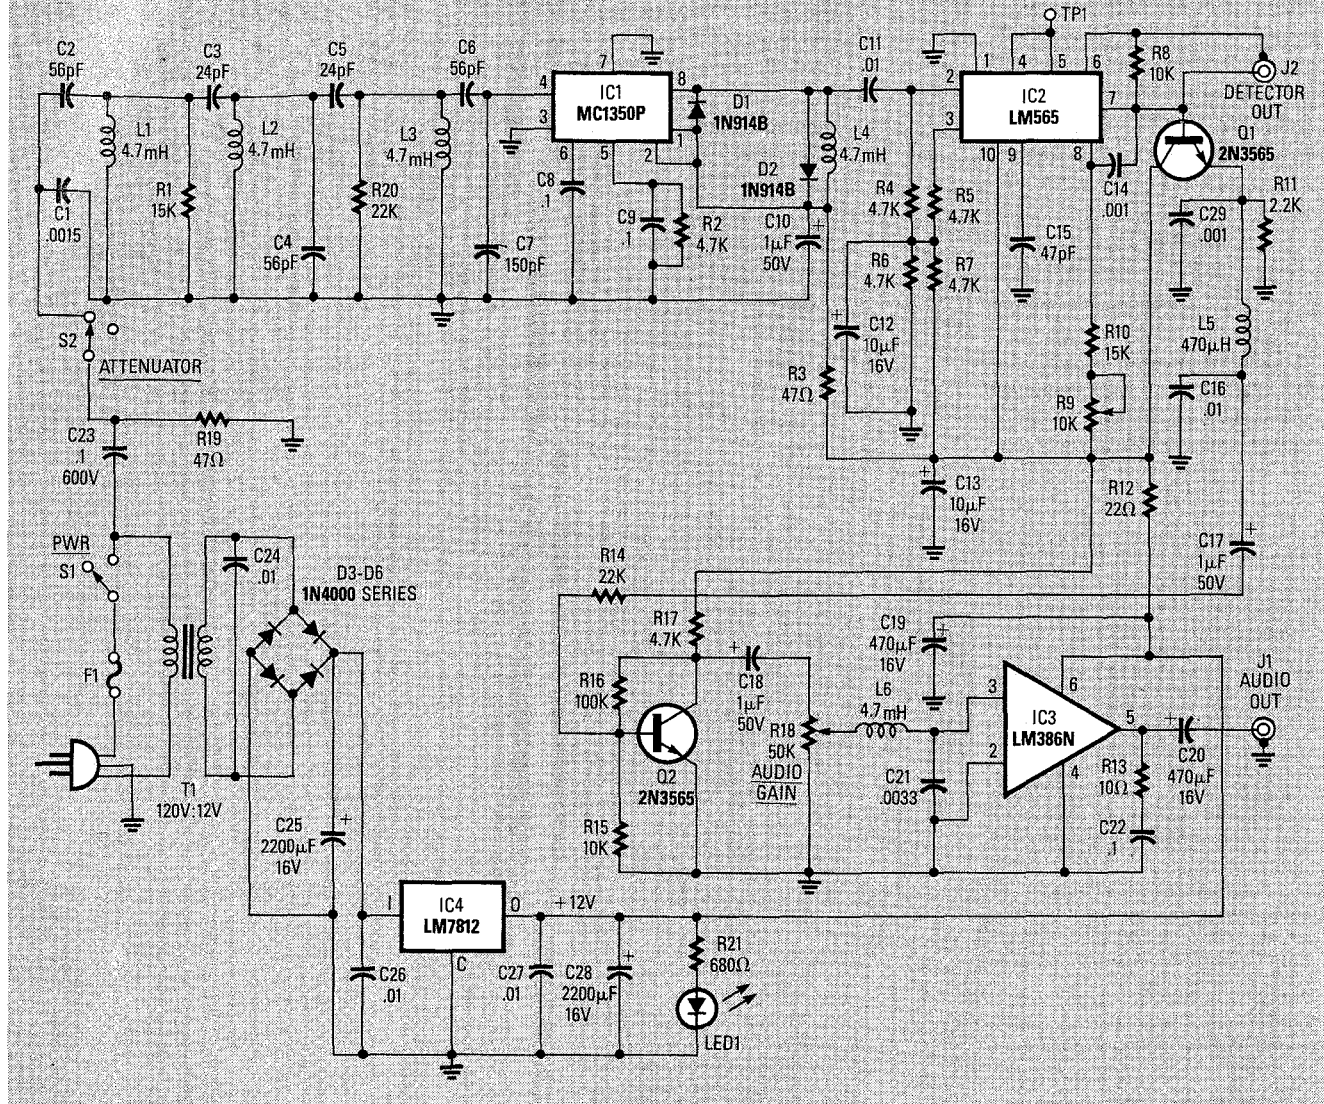 C2
56pF
C3
24pF
C5
24pF
C6
56pF
7
4
8
IC1
MC1350P
3
1
6
5
2
D1
1N914B
D2
1N914B
C11
.01
TP1
1
4
5
6
2
IC2
LM565
7
3
10
9
8
R8
10K
J2
DETECTOR
OUT
Q1
2N3565
L1
4.7mH
L2
4.7mH
L3
4.7mH
L4
4.7mH
C1
.0015
R1
15K
R20
22K
C4
56pF
C7
150pF
C8
.1
C9
.1
R2
4.7K
C10
1µF
50V
+
R4
4.7K
R5
4.7K
R6
4.7K
R7
4.7K
C15
47pF
C14
.001
C29
.001
R11
2.2K
S2
ATTENUATOR
+
C12
10µF
16V
R3
47Ω
R10
15K
R9
10K
L5
470µH
C16
.01
C23
.1
600V
R19
47Ω
+
C13
10µF
16V
R12
22Ω
+
C17
1µF
50V
PWR
S1
C24
.01
D3-D6
1N4000 SERIES
R14
22K
R17
4.7K
C19
470µF
16V
+
F1
T1
120V:12V
R16
100K
+
C18
1µF
50V
R18
50K
AUDIO
GAIN
L6
4.7mH
Q2
2N3565
3
2
6
IC3
LM386N
5
4
J1
AUDIO
OUT
+
C20
470µF
16V
C21
.0033
R13
10Ω
C22
.1
R15
10K
C25
2200µF
16V
+
I
IC4
LM7812
O
C
+12V
C26
.01
C27
.01
C28
2200µF
16V
+
R21
680Ω
LED1